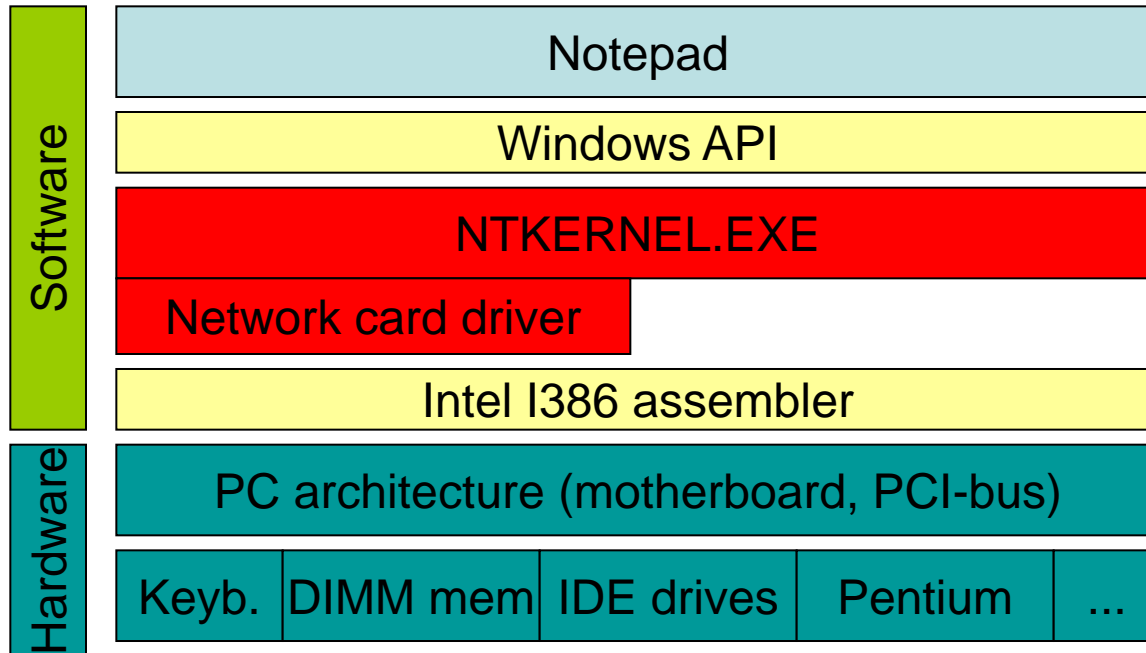 Software
Notepad
Windows API
NTKERNEL.EXE
Network card driver
Intel I386 assembler
Hardware
PC architecture (motherboard, PCI-bus)
Keyb. DIMM mem IDE drives Pentium ...